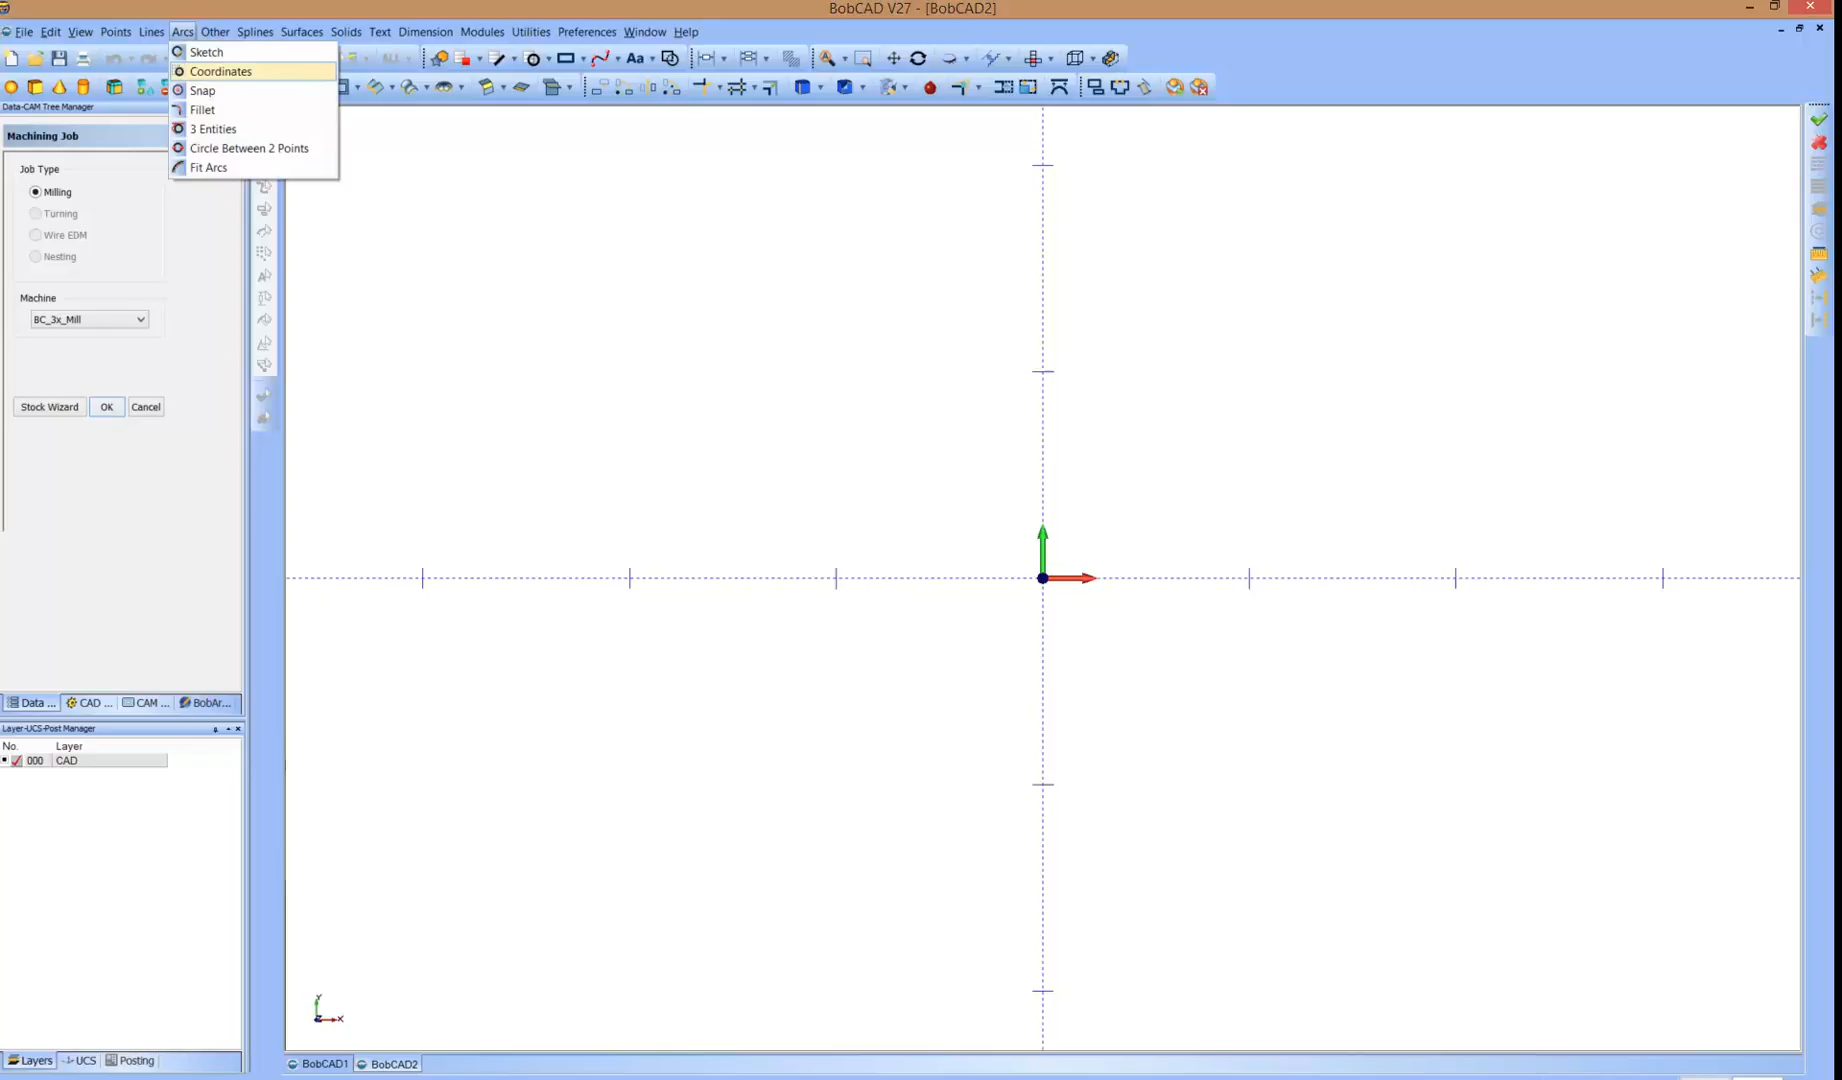 BobCAD V27 - [BobCAD2]
File Edit View Points Lines Arcs Other Splines Surfaces Solids Text Dimension Modules Utilities Preferences Window Help
Sketch
Coordinates
Snap
Fillet
3 Entities
Circle Between 2 Points
Fit Arcs
ALL
Aa
Data-CAM Tree Manager
Machining Job
Job Type
Milling
Turning
Wire EDM
Nesting
Machine
BC_3x_Mill
Stock Wizard OK Cancel
Data ... CAD ... CAM ... BobAr...
Layer-UCS-Post Manager
No. Layer
000 CAD
Y
X
Layers UCS Posting
BobCAD1 BobCAD2